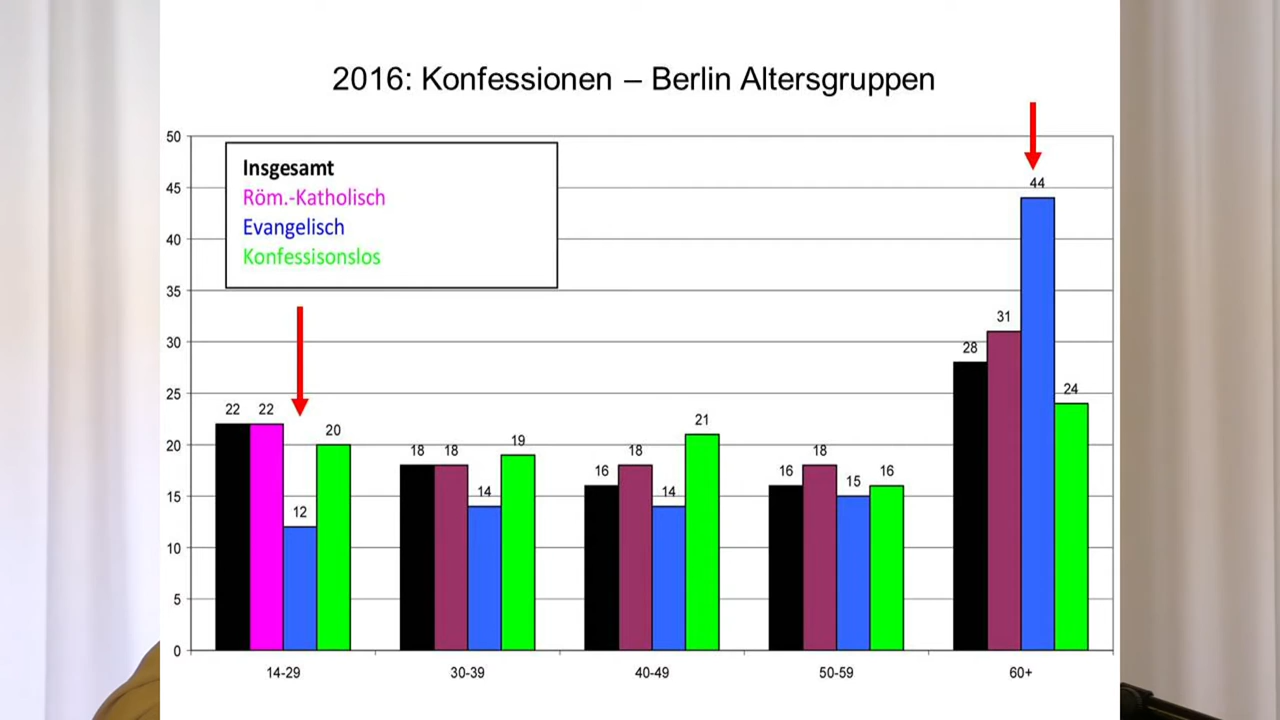 2016: Konfessionen – Berlin Altersgruppen
50
45
40
35
30
25
20
15
10
5
0
Insgesamt
Röm.-Katholisch
Evangelisch
Konfessisonslos
22 22 12 20
18 18 14 19
16 18 14 21
16 18 15 16
28 31 44 24
14-29 30-39 40-49 50-59 60+